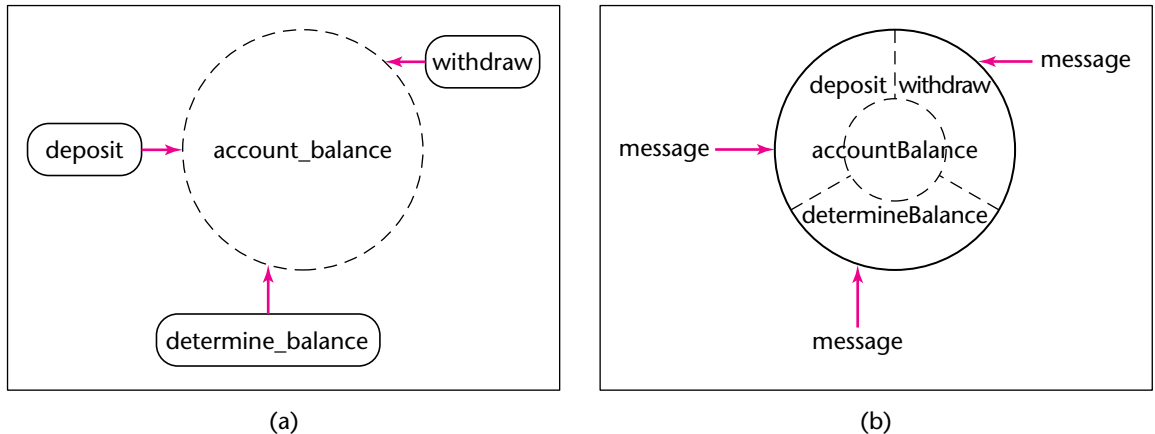 withdraw
deposit
account_balance
determine_balance
(a)
message
deposit withdraw
message
accountBalance
determineBalance
message
(b)